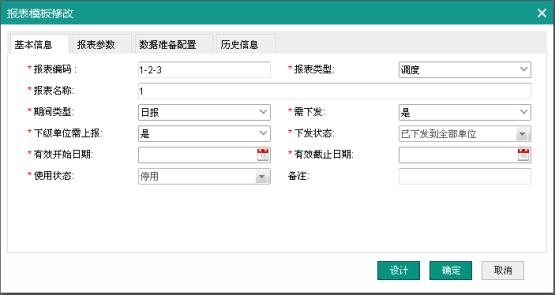 报表模板修改
基本信息 报表参数 数据准备配置 历史信息
*报表编码: 1-2-3 *报表类型: 调度
*报表名称: 1
*期间类型: 日报 *需下发: 是
*下级单位需上报: 是 *下发状态: 已下发到全部单位
*有效开始日期: *有效截止日期:
*使用状态: 停用 备注:
设计 确定 取消